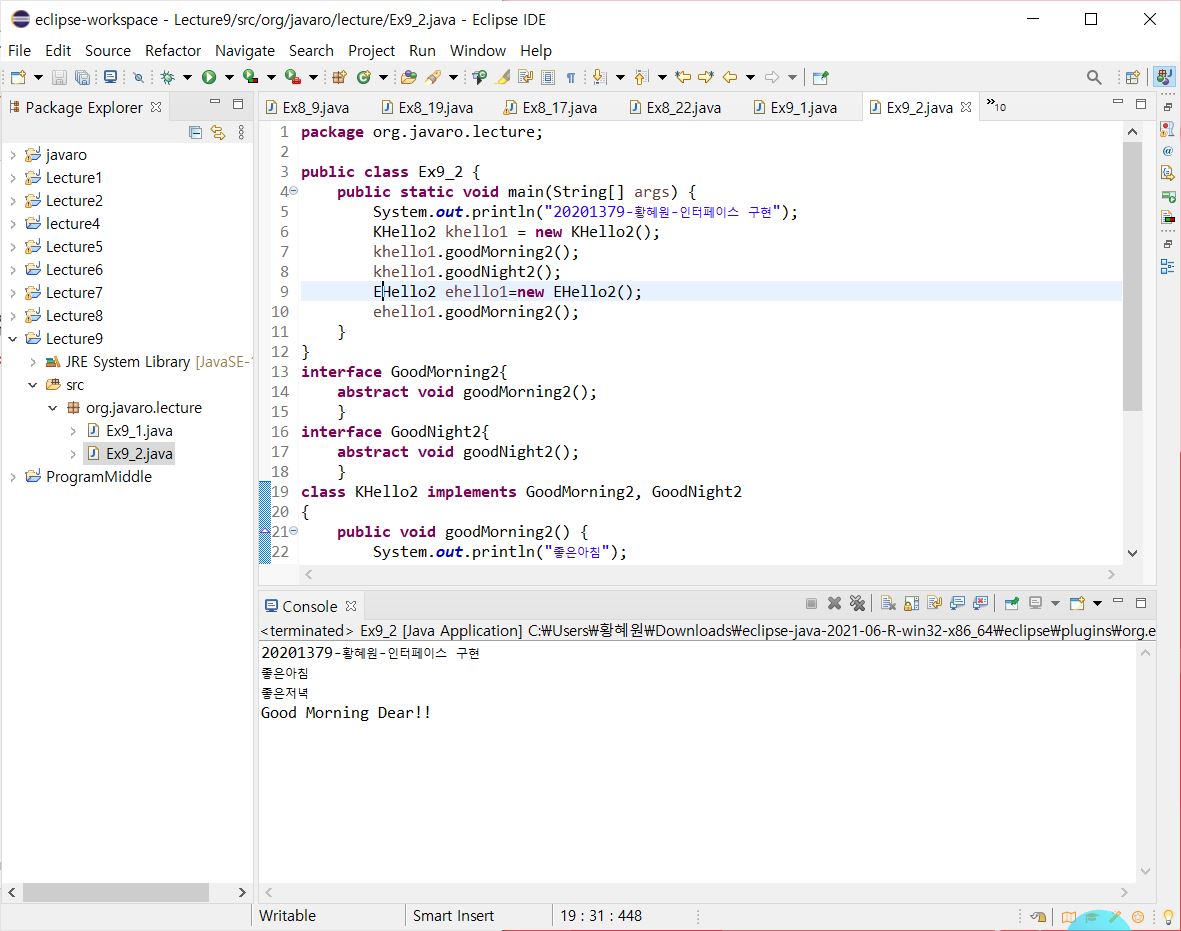 eclipse-workspace - Lecture9/src/org/javaro/lecture/Ex9_2.java - Eclipse IDE
File Edit Source Refactor Navigate Search Project Run Window Help
Package Explorer
javaro
Lecture1
Lecture2
lecture4
Lecture5
Lecture6
Lecture7
Lecture8
Lecture9
JRE System Library [JavaSE-
src
org.javaro.lecture
Ex9_1.java
Ex9_2.java
ProgramMiddle
Ex8_9.java Ex8_19.java Ex8_17.java Ex8_22.java Ex9_1.java Ex9_2.java »10
1 package org.javaro.lecture;
2
3 public class Ex9_2 {
4 public static void main(String[] args) {
5 System.out.println("20201379-황혜원-인터페이스 구현");
6 KHello2 khello1 = new KHello2();
7 khello1.goodMorning2();
8 khello1.goodNight2();
9 EHello2 ehello1=new EHello2();
10 ehello1.goodMorning2();
11 }
12 }
13 interface GoodMorning2{
14 abstract void goodMorning2();
15 }
16 interface GoodNight2{
17 abstract void goodNight2();
18 }
19 class KHello2 implements GoodMorning2, GoodNight2
20 {
21 public void goodMorning2() {
22 System.out.println("좋은아침");
Console
<terminated> Ex9_2 [Java Application] C:₩Users₩황혜원₩Downloads₩eclipse-java-2021-06-R-win32-x86_64₩eclipse₩plugins₩org.e
20201379-황혜원-인터페이스 구현
좋은아침
좋은저녁
Good Morning Dear!!
Writable Smart Insert 19 : 31 : 448